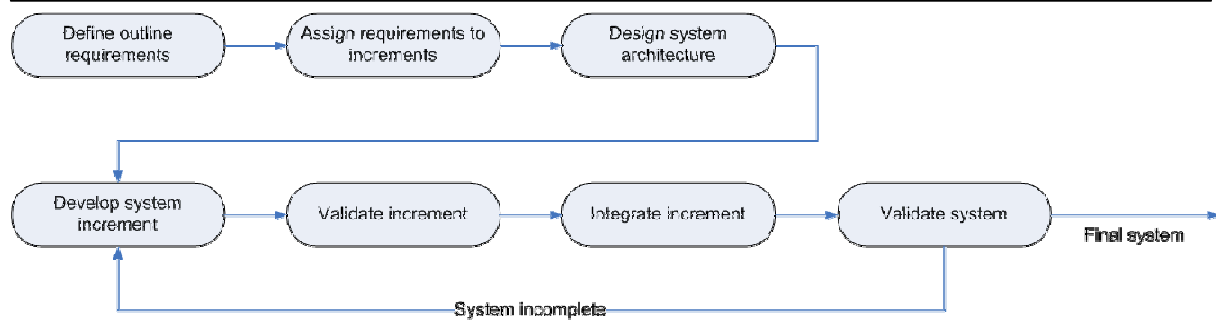 Define outline
requirements
Assign requirements to
increments
Design system
architecture
Develop system
increment
Validate increment
Integrate increment
Validate system
Final system
System incomplete